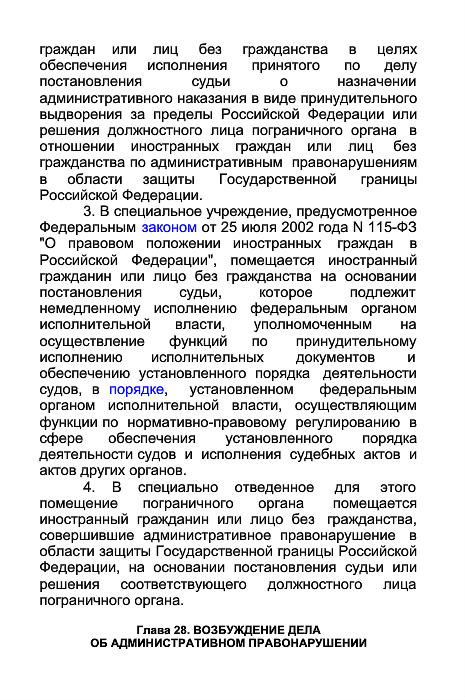 граждан или лиц без гражданства в целях
обеспечения исполнения принятого по делу
постановления судьи о назначении
административного наказания в виде принудительного
выдворения за пределы Российской Федерации или
решения должностного лица пограничного органа в
отношении иностранных граждан или лиц без
гражданства по административным правонарушениям
в области защиты Государственной границы
Российской Федерации.
3. В специальное учреждение, предусмотренное
Федеральным законом от 25 июля 2002 года N 115-ФЗ
"О правовом положении иностранных граждан в
Российской Федерации", помещается иностранный
гражданин или лицо без гражданства на основании
постановления судьи, которое подлежит
немедленному исполнению федеральным органом
исполнительной власти, уполномоченным на
осуществление функций по принудительному
исполнению исполнительных документов и
обеспечению установленного порядка деятельности
судов, в порядке, установленном федеральным
органом исполнительной власти, осуществляющим
функции по нормативно-правовому регулированию в
сфере обеспечения установленного порядка
деятельности судов и исполнения судебных актов и
актов других органов.
4. В специально отведенное для этого
помещение пограничного органа помещается
иностранный гражданин или лицо без гражданства,
совершившие административное правонарушение в
области защиты Государственной границы Российской
Федерации, на основании постановления судьи или
решения соответствующего должностного лица
пограничного органа.
Глава 28. ВОЗБУЖДЕНИЕ ДЕЛА
ОБ АДМИНИСТРАТИВНОМ ПРАВОНАРУШЕНИИ